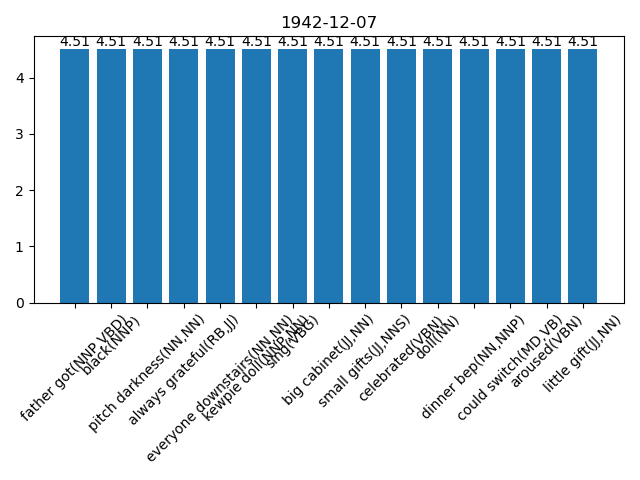 1942-12-07
4.51 4.51 4.51 4.51 4.51 4.51 4.51 4.51 4.51 4.51 4.51 4.51 4.51 4.51 4.51
4
3
2
1
0
father got(NNP,VBD)
black(NNP)
pitch darkness(NN,NN)
always grateful(RB,JJ)
everyone downstairs(NN,NN)
kewpie doll(NNP,NN)
sing(VBG)
big cabinet(JJ,NN)
small gifts(JJ,NNS)
celebrated(VBN)
doll(NN)
dinner bep(NN,NNP)
could switch(MD,VB)
aroused(VBN)
little gift(JJ,NN)